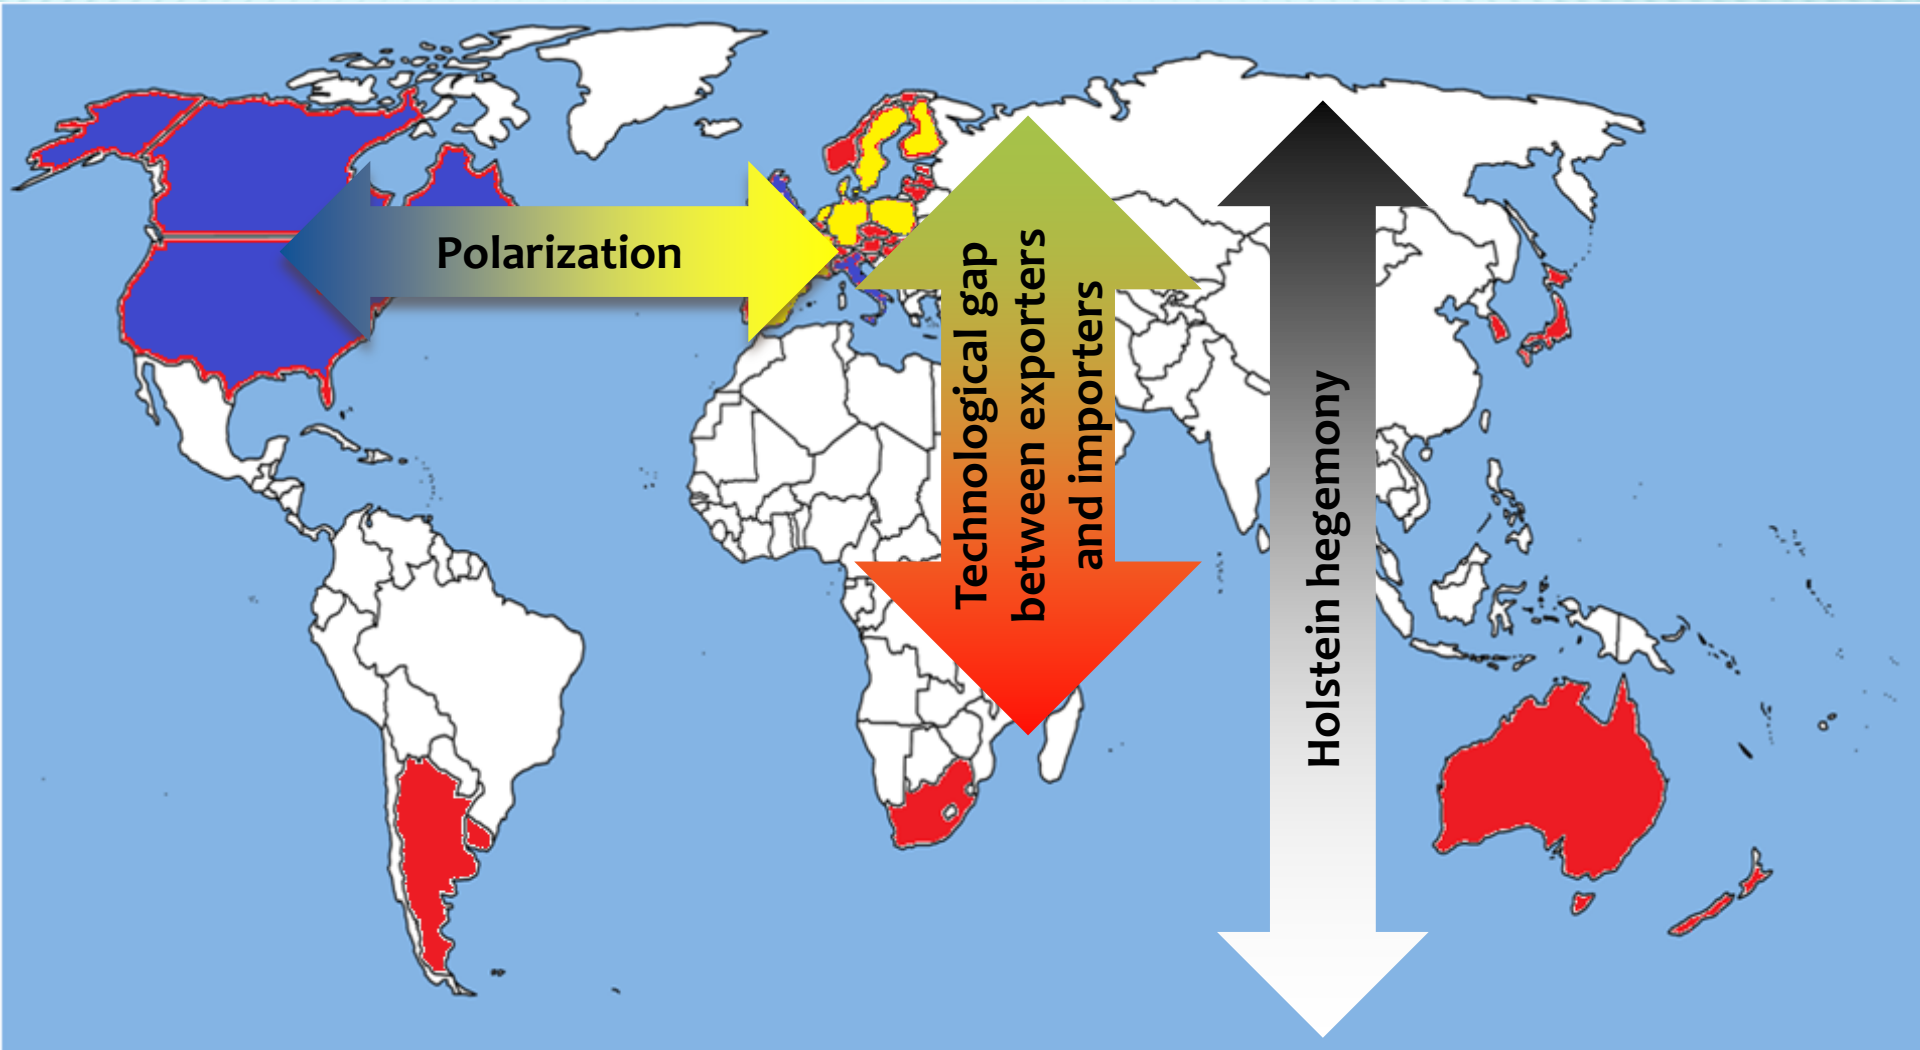 Polarization
Technological gap
between exporters
and importers
Holstein hegemony